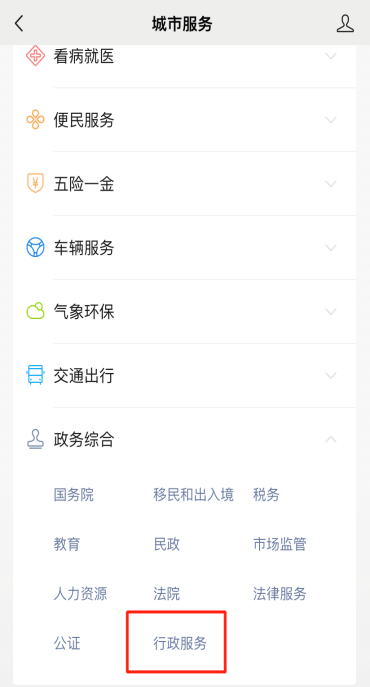 城市服务
看病就医
便民服务
五险一金
车辆服务
气象环保
交通出行
政务综合
国务院 移民和出入境 税务
教育 民政 市场监管
人力资源 法院 法律服务
公证 行政服务